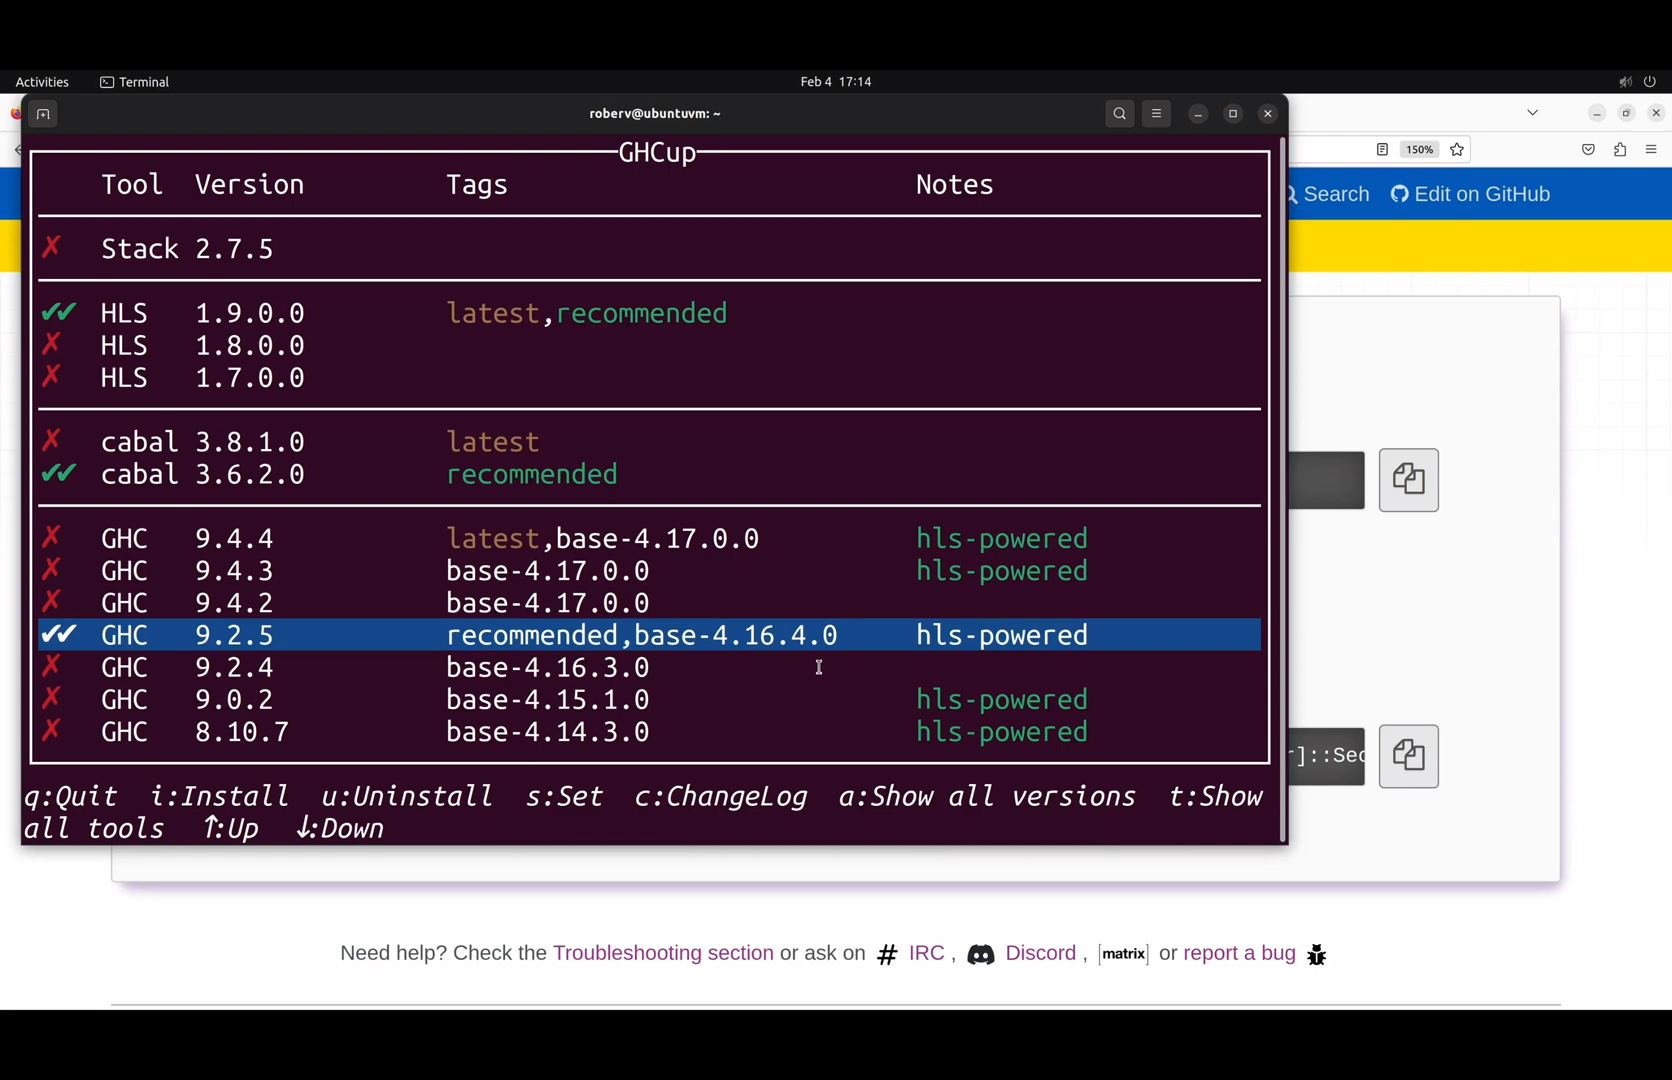 Activities Terminal Feb 4 17:14
roberv@ubuntuvm: ~
150%
Search Edit on GitHub
GHCup
Tool Version Tags Notes
✗ Stack 2.7.5
✔✔ HLS 1.9.0.0 latest,recommended
✗ HLS 1.8.0.0
✗ HLS 1.7.0.0
✗ cabal 3.8.1.0 latest
✔✔ cabal 3.6.2.0 recommended
✗ GHC 9.4.4 latest,base-4.17.0.0 hls-powered
✗ GHC 9.4.3 base-4.17.0.0 hls-powered
✗ GHC 9.4.2 base-4.17.0.0
✔✔ GHC 9.2.5 recommended,base-4.16.4.0 hls-powered
✗ GHC 9.2.4 base-4.16.3.0
✗ GHC 9.0.2 base-4.15.1.0 hls-powered
✗ GHC 8.10.7 base-4.14.3.0 hls-powered
r]::Sec
q:Quit i:Install u:Uninstall s:Set c:ChangeLog a:Show all versions t:Show
all tools ↑:Up ↓:Down
Need help? Check the Troubleshooting section or ask on # IRC , Discord , [matrix] or report a bug